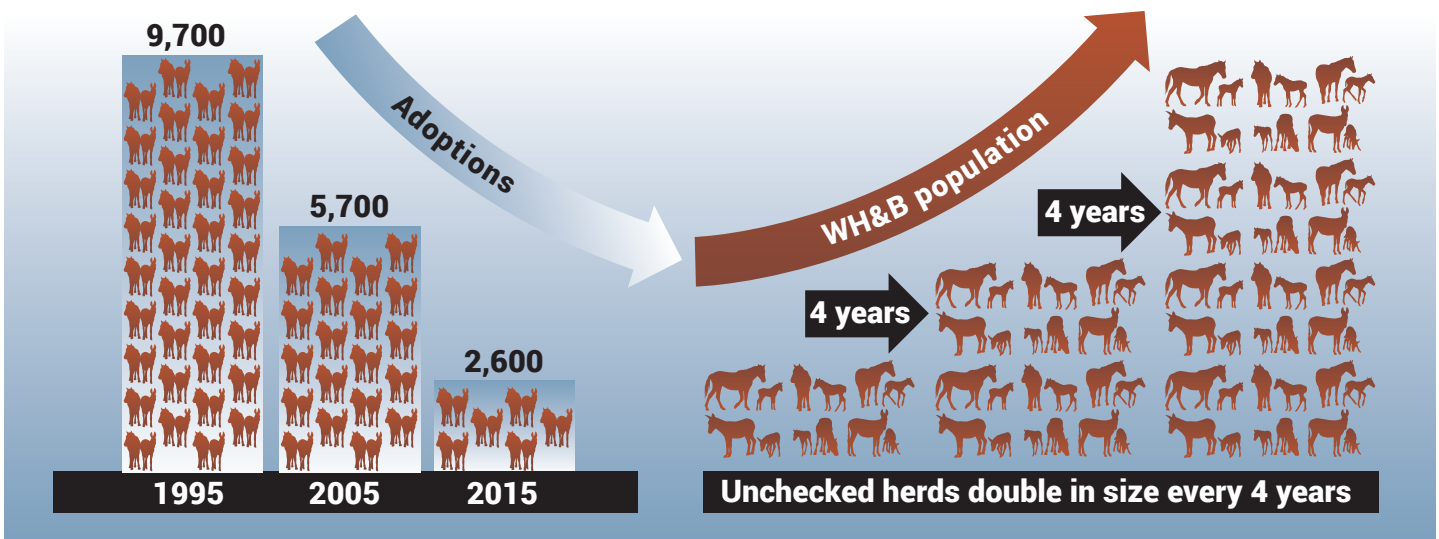 9,700
Adoptions
5,700
2,600
1995
2005
2015
WH&B population
4 years
4 years
Unchecked herds double in size every 4 years